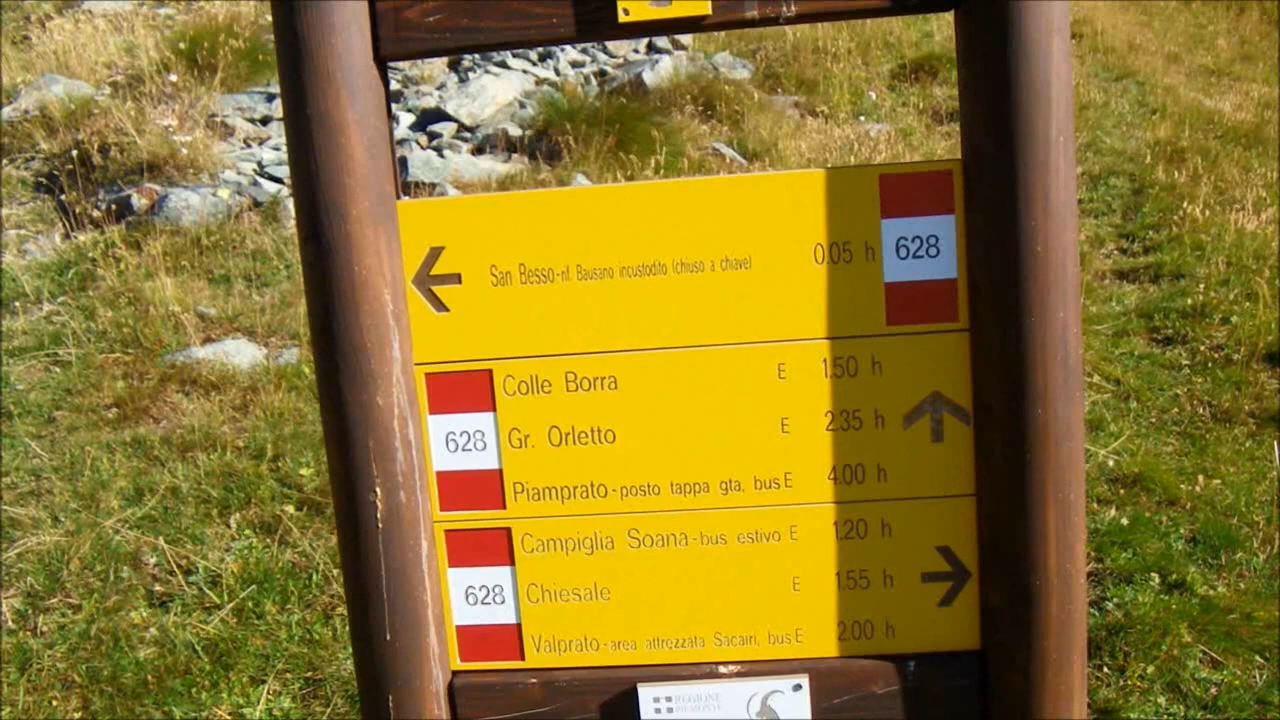 San Besso-rif. Bausano incustodito (chiuso a chiave) 0.05 h 628
Colle Borra E 1.50 h
628 Gr. Orletto E 2.35 h
Piamprato-posto tappa gta, bus E 4.00 h
Campiglia Soana-bus estivo E 1.20 h
628 Chiesale E 1.55 h
Valprato-area attrezzata Sacairi, bus E 2.00 h
REGIONE
PIEMONTE